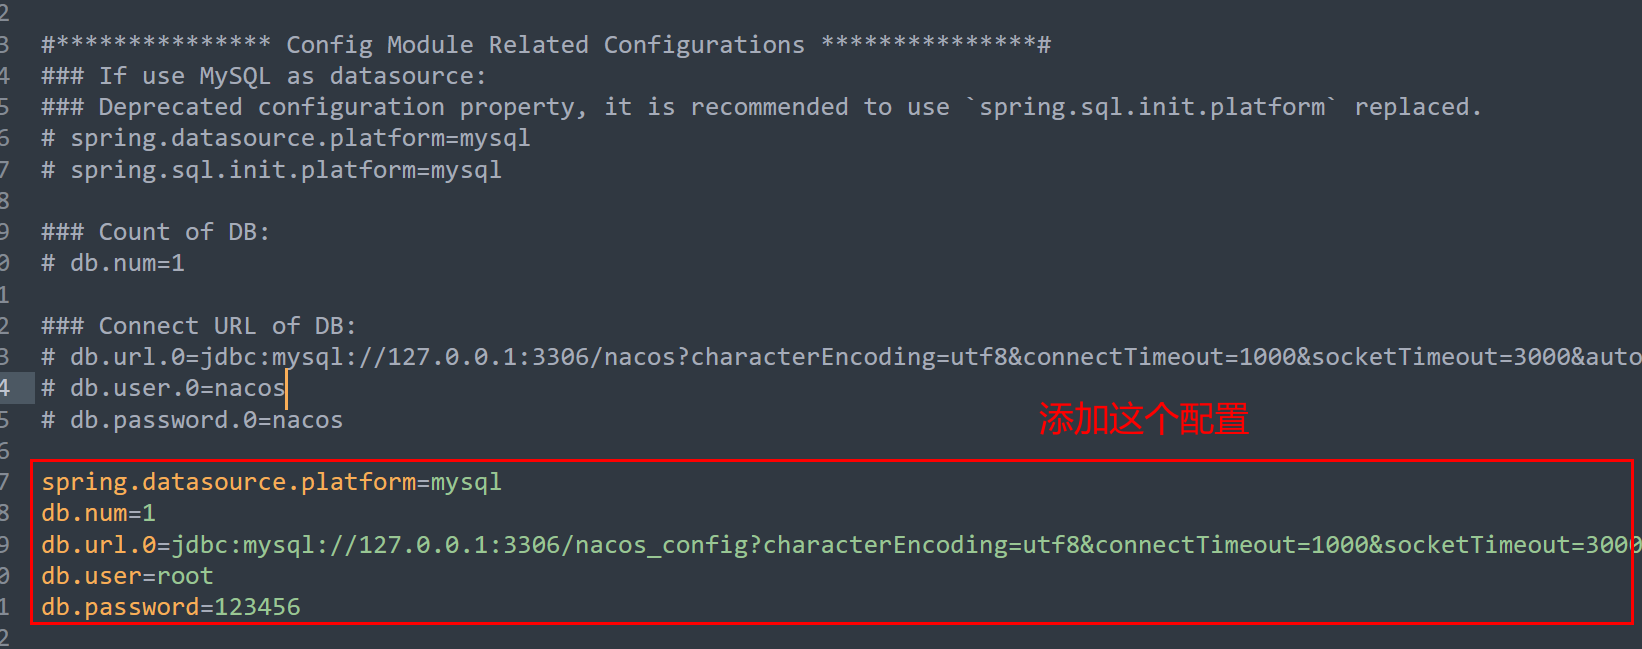 2
3 #*************** Config Module Related Configurations ***************#
4 ### If use MySQL as datasource:
5 ### Deprecated configuration property, it is recommended to use `spring.sql.init.platform` replaced.
6 # spring.datasource.platform=mysql
7 # spring.sql.init.platform=mysql
8
9 ### Count of DB:
0 # db.num=1
1
2 ### Connect URL of DB:
3 # db.url.0=jdbc:mysql://127.0.0.1:3306/nacos?characterEncoding=utf8&connectTimeout=1000&socketTimeout=3000&auto
4 # db.user.0=nacos
5 # db.password.0=nacos
添加这个配置
6
7 spring.datasource.platform=mysql
8 db.num=1
9 db.url.0=jdbc:mysql://127.0.0.1:3306/nacos_config?characterEncoding=utf8&connectTimeout=1000&socketTimeout=3000
0 db.user=root
1 db.password=123456
2